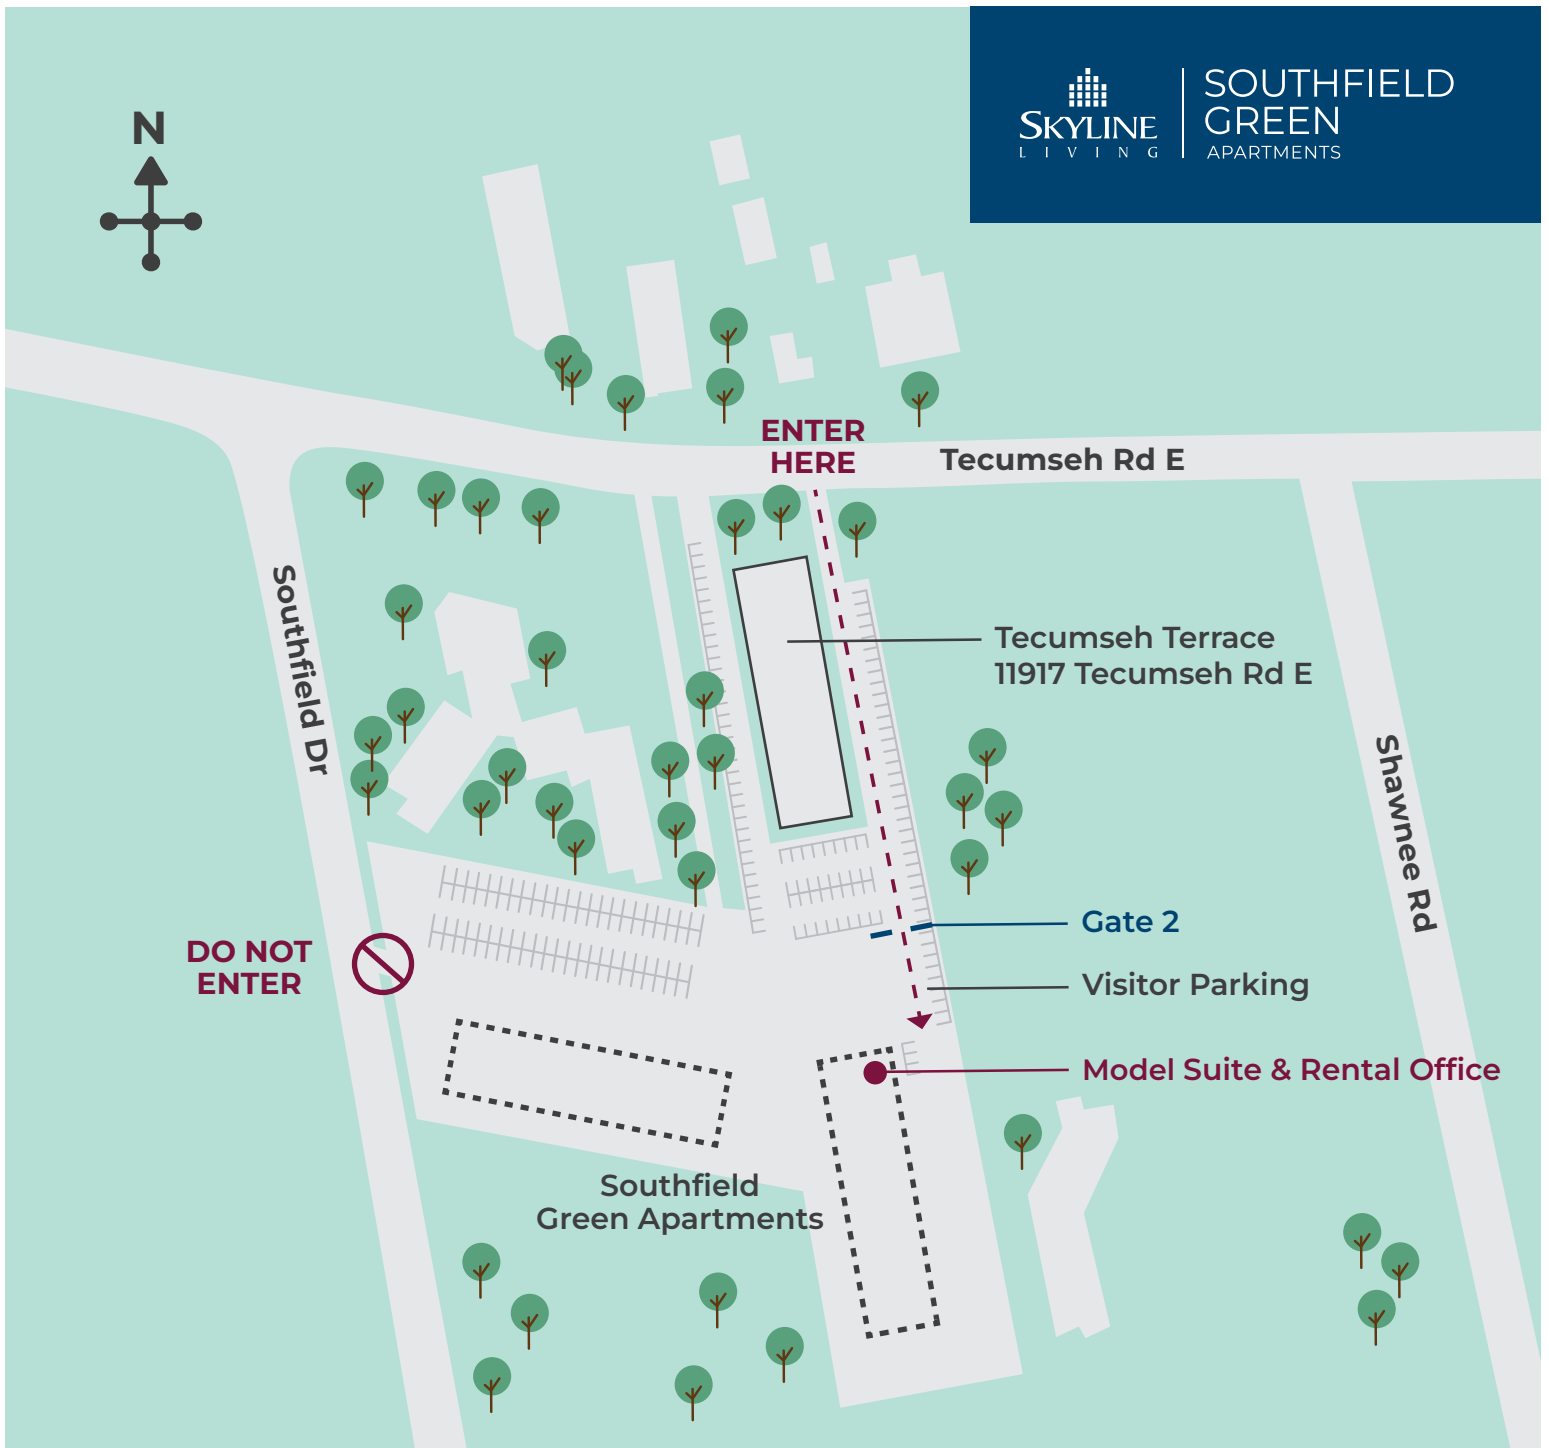 N
SKYLINE
LIVING
SOUTHFIELD
GREEN
APARTMENTS
ENTER
HERE
Tecumseh Rd E
Southfield Dr
Tecumseh Terrace
11917 Tecumseh Rd E
Shawnee Rd
Gate 2
DO NOT
ENTER
Visitor Parking
Model Suite & Rental Office
Southfield
Green Apartments